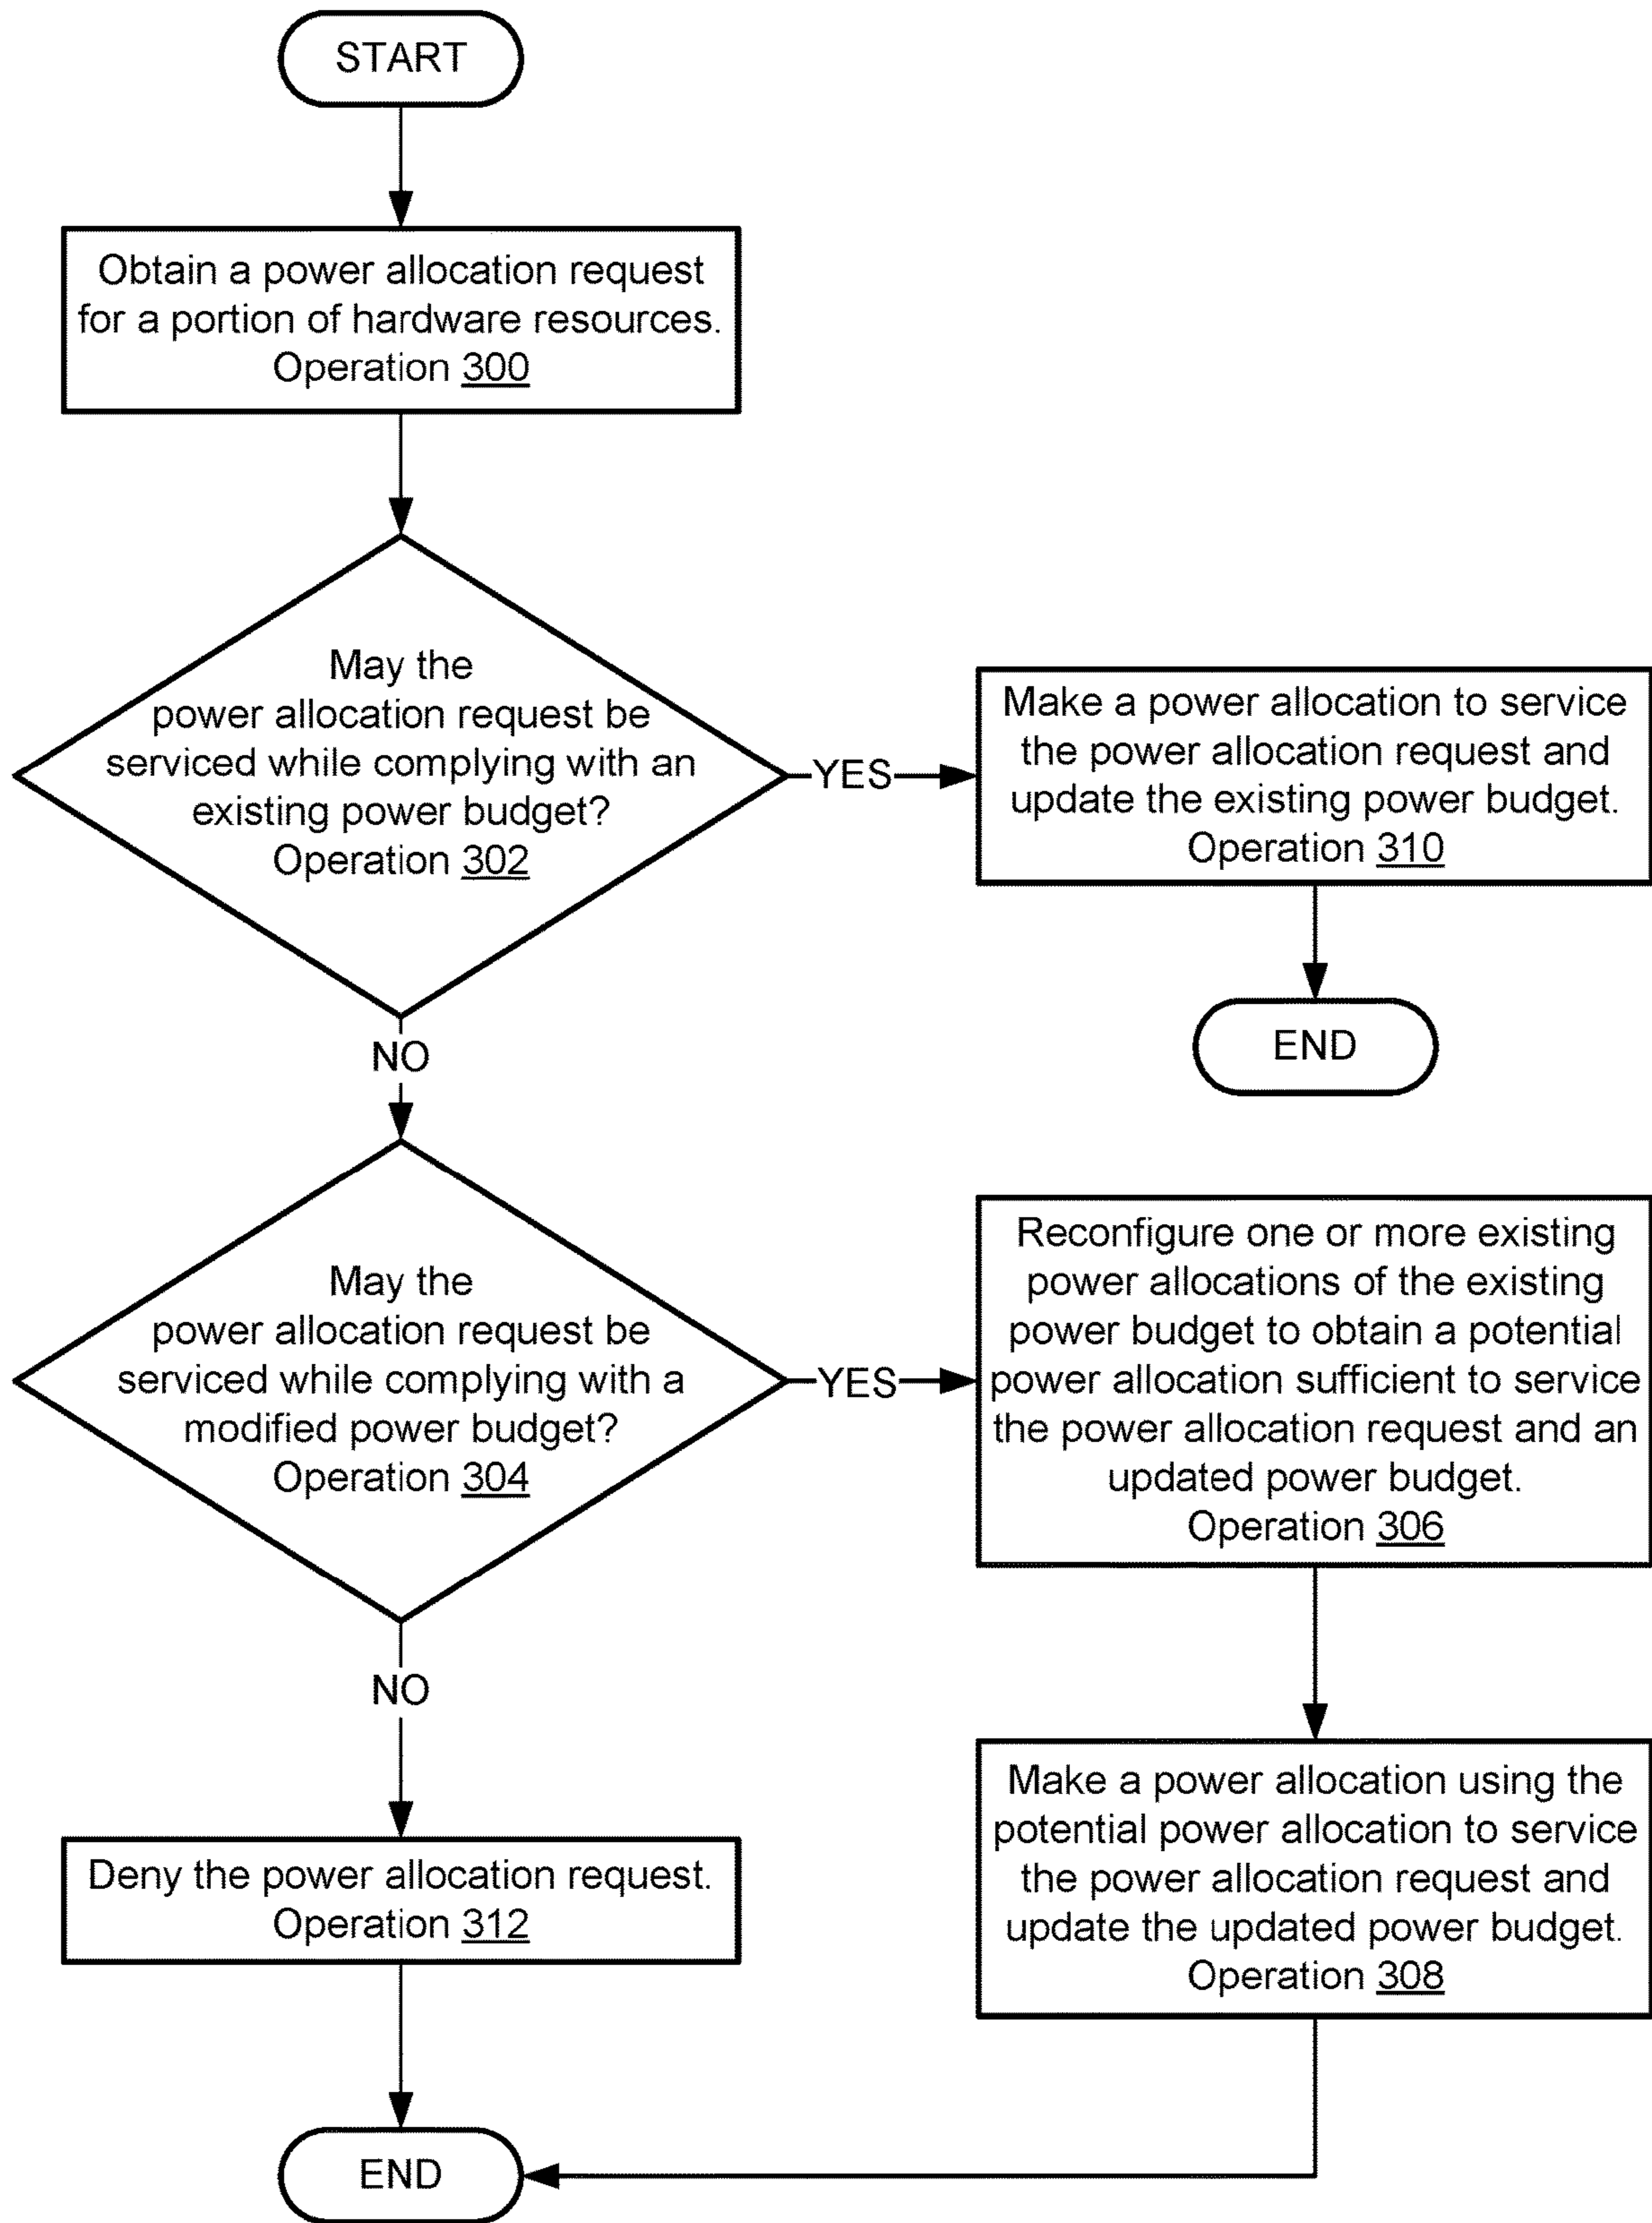 START
Obtain a power allocation request
for a portion of hardware resources.
Operation 300
May the
power allocation request be
serviced while complying with an
existing power budget?
Operation 302
YES
Make a power allocation to service
the power allocation request and
update the existing power budget.
Operation 310
END
NO
May the
power allocation request be
serviced while complying with a
modified power budget?
Operation 304
YES
Reconfigure one or more existing
power allocations of the existing
power budget to obtain a potential
power allocation sufficient to service
the power allocation request and an
updated power budget.
Operation 306
NO
Make a power allocation using the
potential power allocation to service
the power allocation request and
update the updated power budget.
Operation 308
Deny the power allocation request.
Operation 312
END